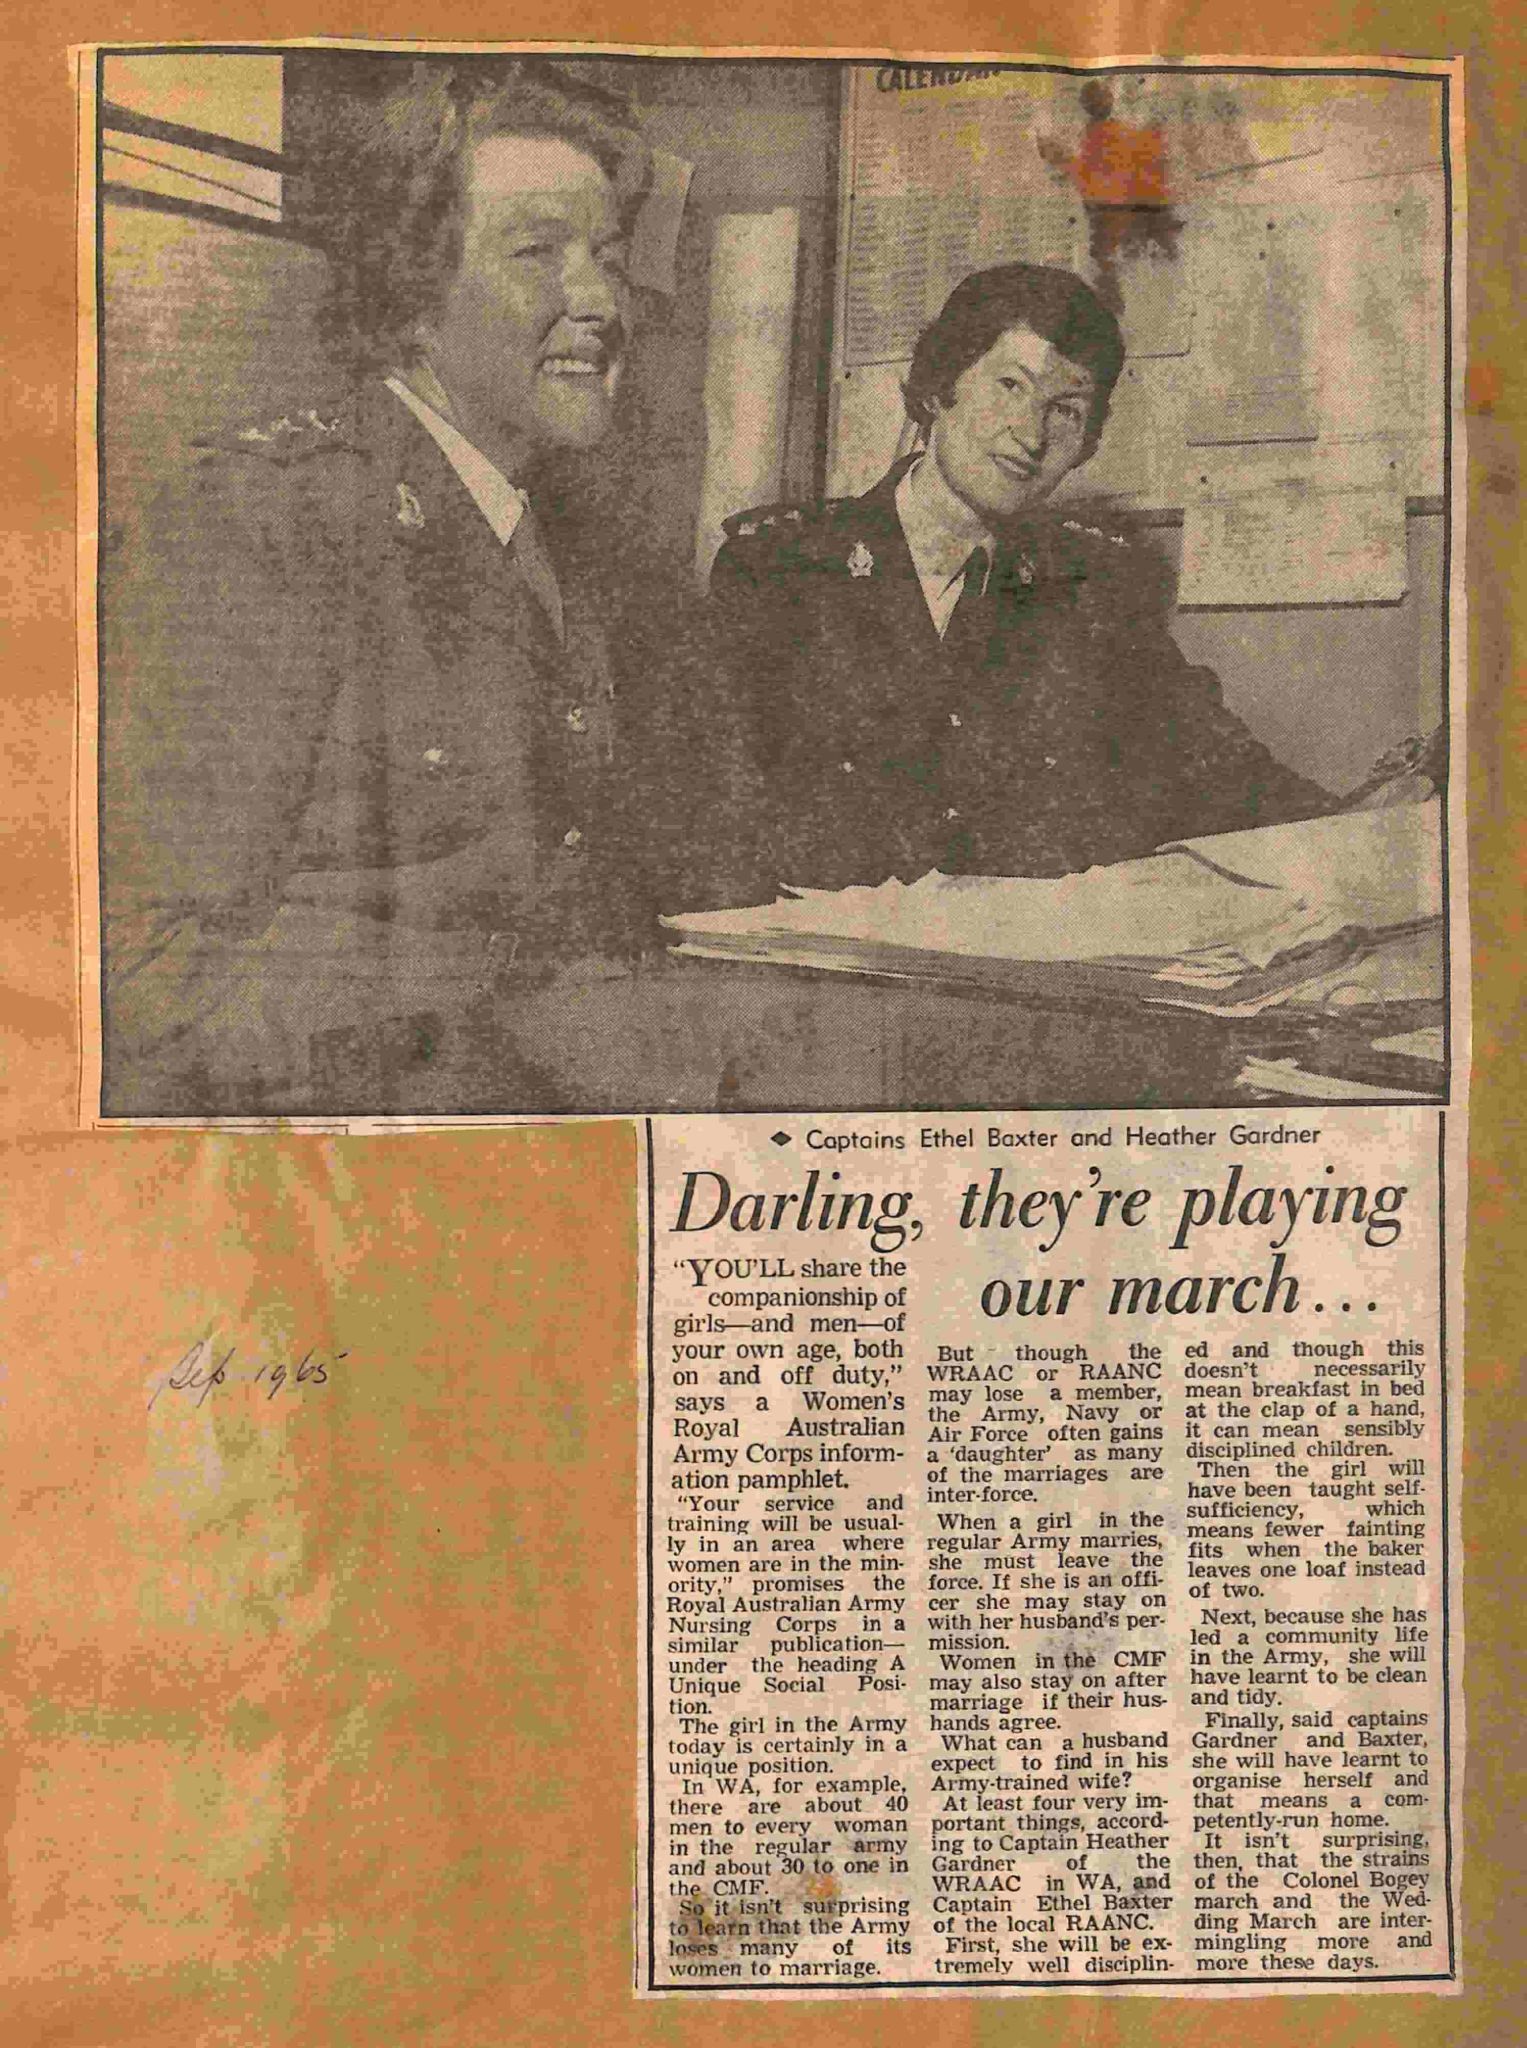 CALENDAR
◆ Captains Ethel Baxter and Heather Gardner
Darling, they're playing
our march...
"YOU'LL share the
companionship of
girls—and men—of
your own age, both
on and off duty,"
says a Women's
Royal Australian
Army Corps inform-
ation pamphlet.
"Your service and
training will be usual-
ly in an area where
women are in the min-
ority," promises the
Royal Australian Army
Nursing Corps in a
similar publication—
under the heading A
Unique Social Posi-
tion.
The girl in the Army
today is certainly in a
unique position.
In WA, for example,
there are about 40
men to every woman
in the regular army
and about 30 to one in
the CMF.
So it isn't surprising
to learn that the Army
loses many of its
women to marriage.
But though the
WRAAC or RAANC
may lose a member,
the Army, Navy or
Air Force often gains
a 'daughter' as many
of the marriages are
inter-force.
When a girl in the
regular Army marries,
she must leave the
force. If she is an offi-
cer she may stay on
with her husband's per-
mission.
Women in the CMF
may also stay on after
marriage if their hus-
hands agree.
What can a husband
expect to find in his
Army-trained wife?
At least four very im-
portant things, accord-
ing to Captain Heather
Gardner of the
WRAAC in WA, and
Captain Ethel Baxter
of the local RAANC.
First, she will be ex-
tremely well disciplin-
ed and though this
doesn't necessarily
mean breakfast in bed
at the clap of a hand,
it can mean sensibly
disciplined children.
Then the girl will
have been taught self-
sufficiency, which
means fewer fainting
fits when the baker
leaves one loaf instead
of two.
Next, because she has
led a community life
in the Army, she will
have learnt to be clean
and tidy.
Finally, said captains
Gardner and Baxter,
she will have learnt to
organise herself and
that means a com-
petently-run home.
It isn't surprising,
then, that the strains
of the Colonel Bogey
march and the Wed-
ding March are inter-
mingling more and
more these days.
Sep 1965